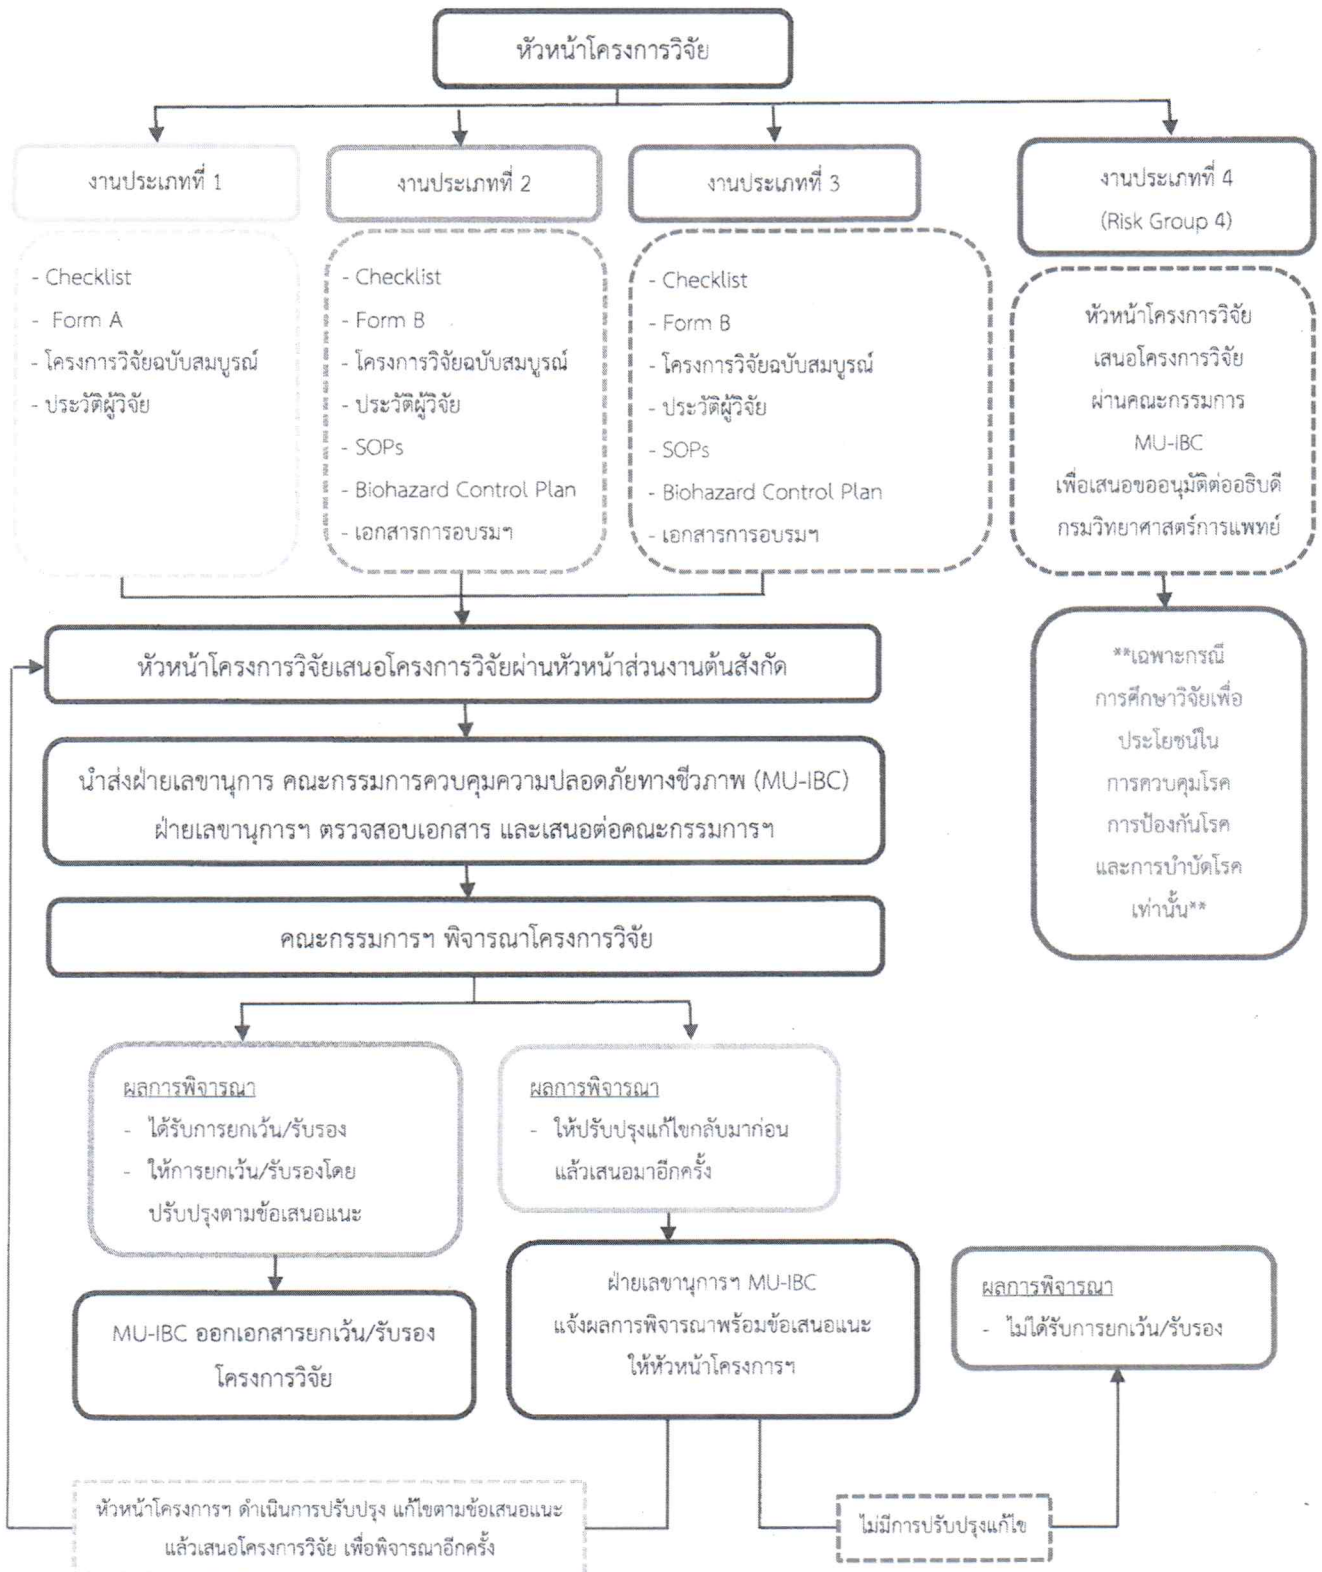 หัวหน้าโครงการวิจัย
งานประเภทที่ 1
งานประเภทที่ 2
งานประเภทที่ 3
งานประเภทที่ 4
(Risk Group 4)
- Checklist
- Form A
- โครงการวิจัยฉบับสมบูรณ์
- ประวัติผู้วิจัย
- Checklist
- Form B
- โครงการวิจัยฉบับสมบูรณ์
- ประวัติผู้วิจัย
- SOPs
- Biohazard Control Plan
- เอกสารการอบรมฯ
- Checklist
- Form B
- โครงการวิจัยฉบับสมบูรณ์
- ประวัติผู้วิจัย
- SOPs
- Biohazard Control Plan
- เอกสารการอบรมฯ
หัวหน้าโครงการวิจัย
เสนอโครงการวิจัย
ผ่านคณะกรรมการ
MU-IBC
เพื่อเสนอขออนุมัติต่ออธิบดี
กรมวิทยาศาสตร์การแพทย์
**เฉพาะกรณี
การศึกษาวิจัยเพื่อ
ประโยชน์ใน
การควบคุมโรค
การป้องกันโรค
และการบำบัดโรค
เท่านั้น**
หัวหน้าโครงการวิจัยเสนอโครงการวิจัยผ่านหัวหน้าส่วนงานต้นสังกัด
นำส่งฝ่ายเลขานุการ คณะกรรมการควบคุมความปลอดภัยทางชีวภาพ (MU-IBC)
ฝ่ายเลขานุการฯ ตรวจสอบเอกสาร และเสนอต่อคณะกรรมการฯ
คณะกรรมการฯ พิจารณาโครงการวิจัย
ผลการพิจารณา
- ได้รับการยกเว้น/รับรอง
- ให้การยกเว้น/รับรองโดย
ปรับปรุงตามข้อเสนอแนะ
ผลการพิจารณา
- ให้ปรับปรุงแก้ไขกลับมาก่อน
แล้วเสนอมาอีกครั้ง
MU-IBC ออกเอกสารยกเว้น/รับรอง
โครงการวิจัย
ฝ่ายเลขานุการฯ MU-IBC
แจ้งผลการพิจารณาพร้อมข้อเสนอแนะ
ให้หัวหน้าโครงการฯ
ผลการพิจารณา
- ไม่ได้รับการยกเว้น/รับรอง
หัวหน้าโครงการฯ ดำเนินการปรับปรุง แก้ไขตามข้อเสนอแนะ
แล้วเสนอโครงการวิจัย เพื่อพิจารณาอีกครั้ง
ไม่มีการปรับปรุงแก้ไข